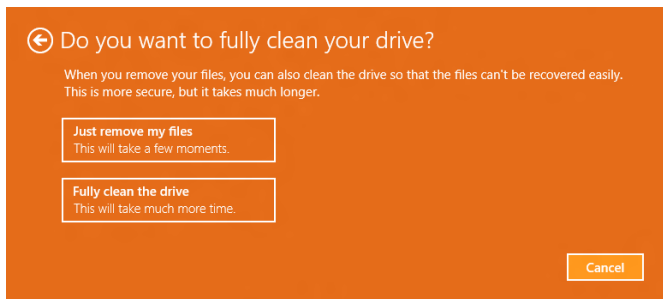 Do you want to fully clean your drive?
When you remove your files, you can also clean the drive so that the files can't be recovered easily.
This is more secure, but it takes much longer.
Just remove my files
This will take a few moments.
Fully clean the drive
This will take much more time.
Cancel